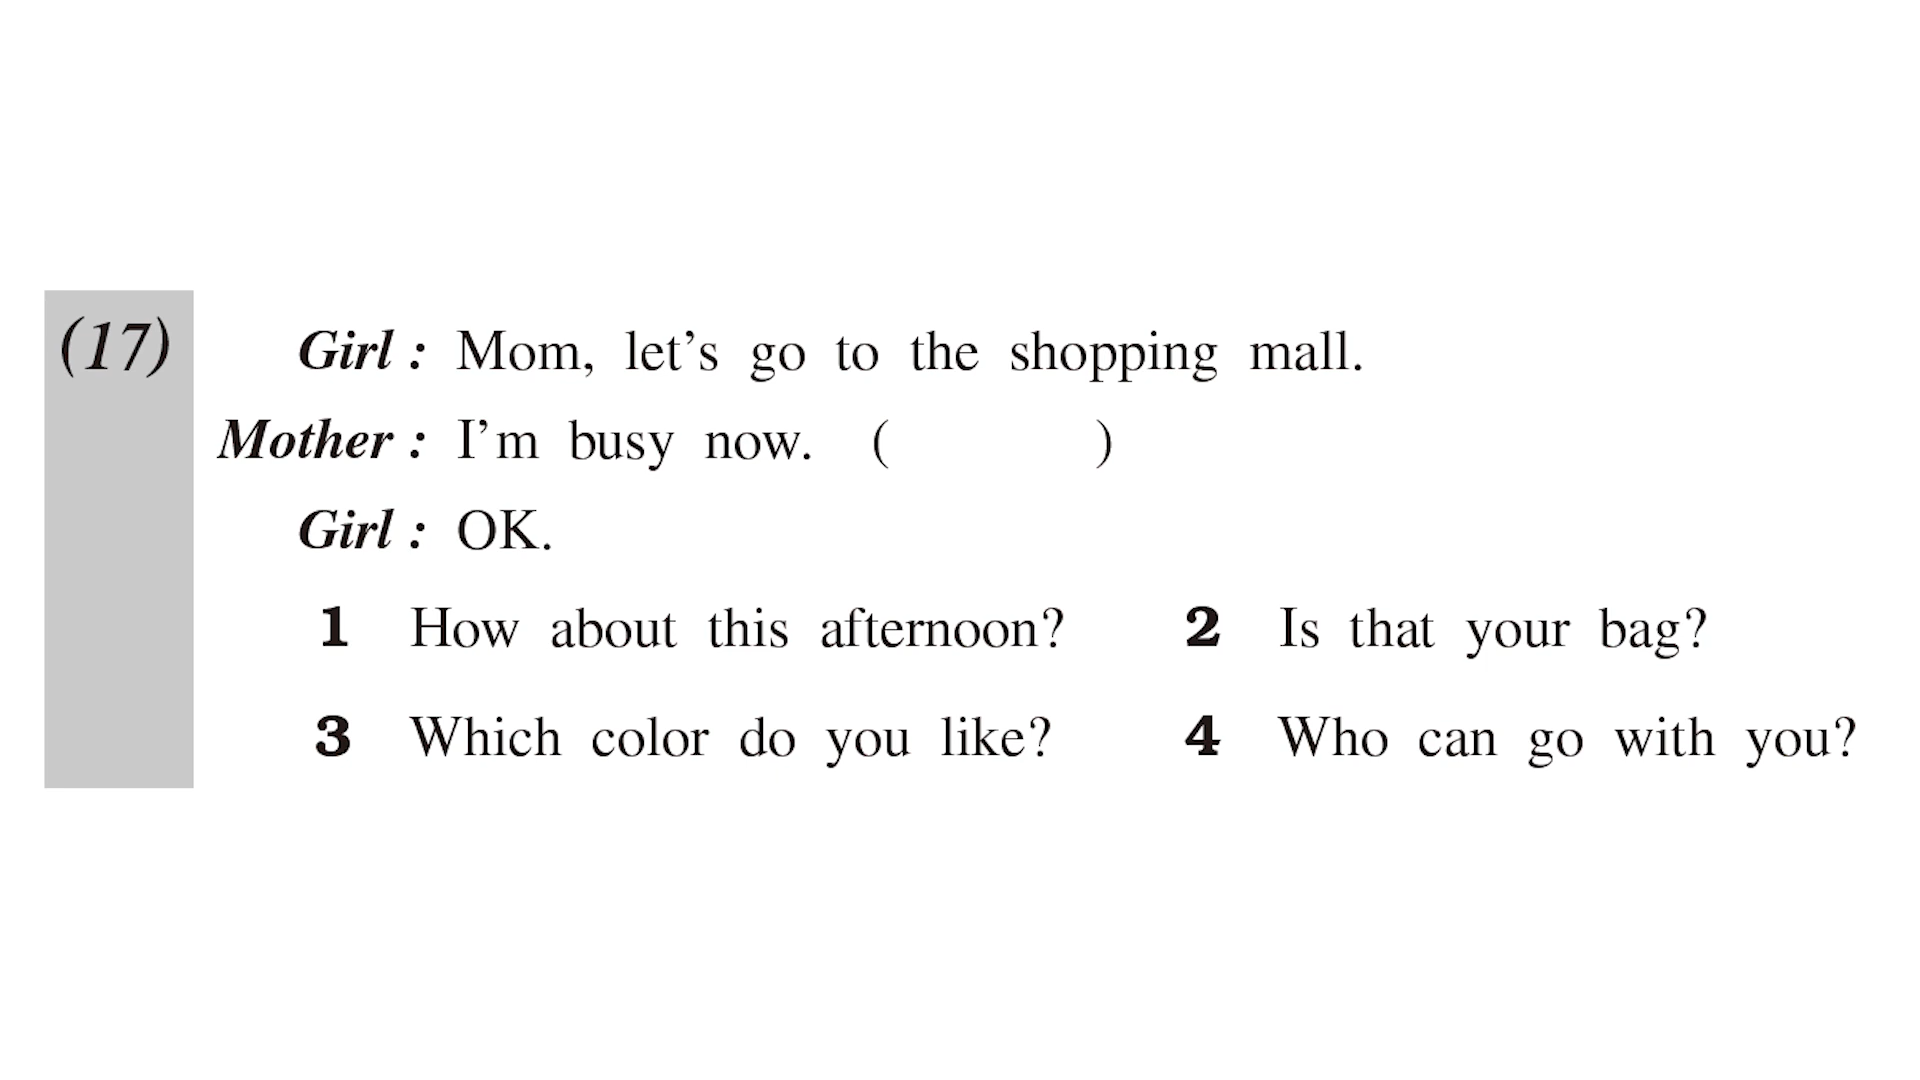 (17) Girl : Mom, let’s go to the shopping mall.
Mother : I’m busy now. ( )
Girl : OK.
1 How about this afternoon? 2 Is that your bag?
3 Which color do you like? 4 Who can go with you?